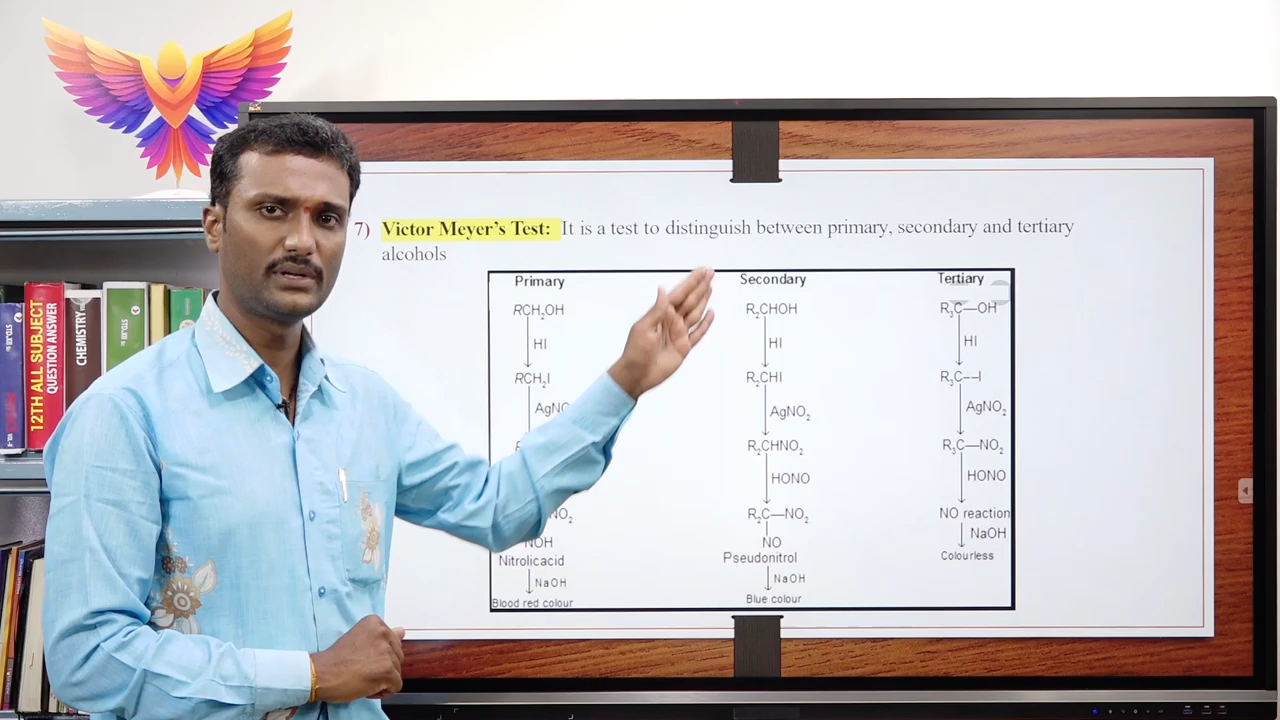 7) Victor Meyer's Test: It is a test to distinguish between primary, secondary and tertiary
alcohols
Primary
RCH₂OH
HI
RCH₂I
NOH
Nitrolicacid
NaOH
Blood red colour
Secondary
R₂CHOH
HI
R₂CHI
AgNO₂
R₂CHNO₂
HONO
R₂C—NO₂
NO
Pseudonitrol
NaOH
Blue colour
Tertiary
R₃C—OH
HI
R₃C--I
AgNO₂
R₃C—NO₂
HONO
NO reaction
NaOH
Colourless
12TH ALL SUBJECT
QUESTION ANSWER
CHEMISTRY